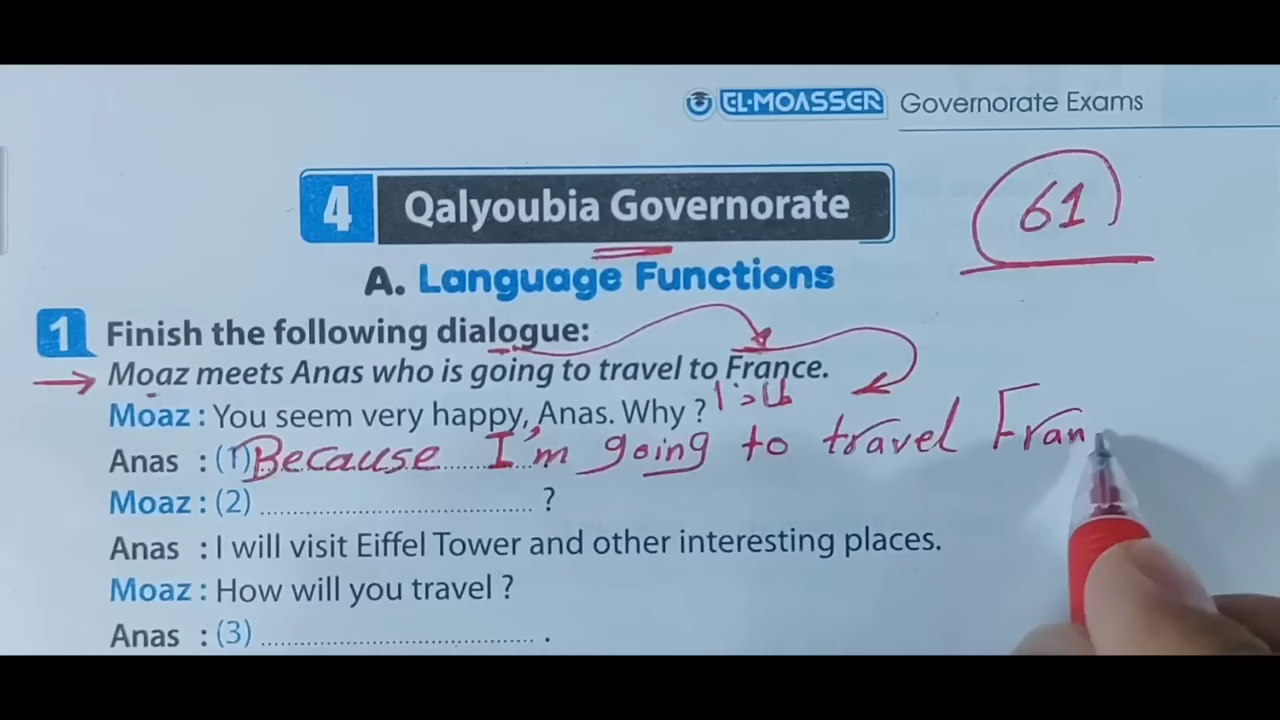 EL-MOASSER Governorate Exams
4 Qalyoubia Governorate
61
A. Language Functions
1 Finish the following dialogue:
Moaz meets Anas who is going to travel to France.
Moaz : You seem very happy, Anas. Why ? لماذا
Anas : (1) Because I'm going to travel Fran
Moaz : (2) ........................................ ?
Anas : I will visit Eiffel Tower and other interesting places.
Moaz : How will you travel ?
Anas : (3) ........................................ .